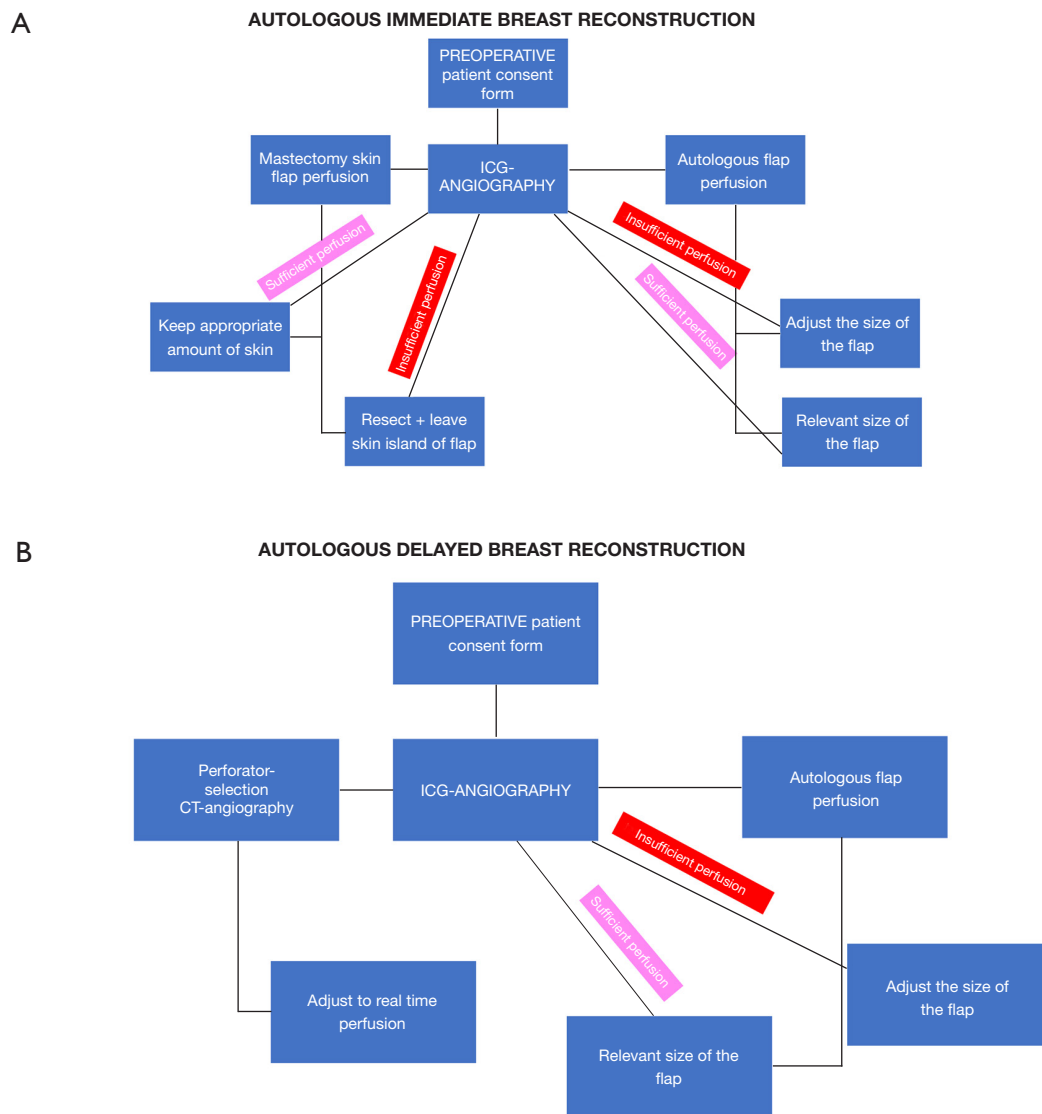 A
AUTOLOGOUS IMMEDIATE BREAST RECONSTRUCTION
PREOPERATIVE
patient consent
form
Mastectomy skin
flap perfusion
ICG-
ANGIOGRAPHY
Autologous flap
perfusion
Sufficient perfusion
Insufficient perfusion
Insufficient perfusion
Sufficient perfusion
Keep appropriate
amount of skin
Adjust the size of
the flap
Resect + leave
skin island of flap
Relevant size of
the flap
B
AUTOLOGOUS DELAYED BREAST RECONSTRUCTION
PREOPERATIVE patient
consent form
Perforator-
selection
CT-angiography
ICG-ANGIOGRAPHY
Autologous flap
perfusion
Insufficient perfusion
Sufficient perfusion
Adjust to real time
perfusion
Adjust the size of
the flap
Relevant size of the
flap